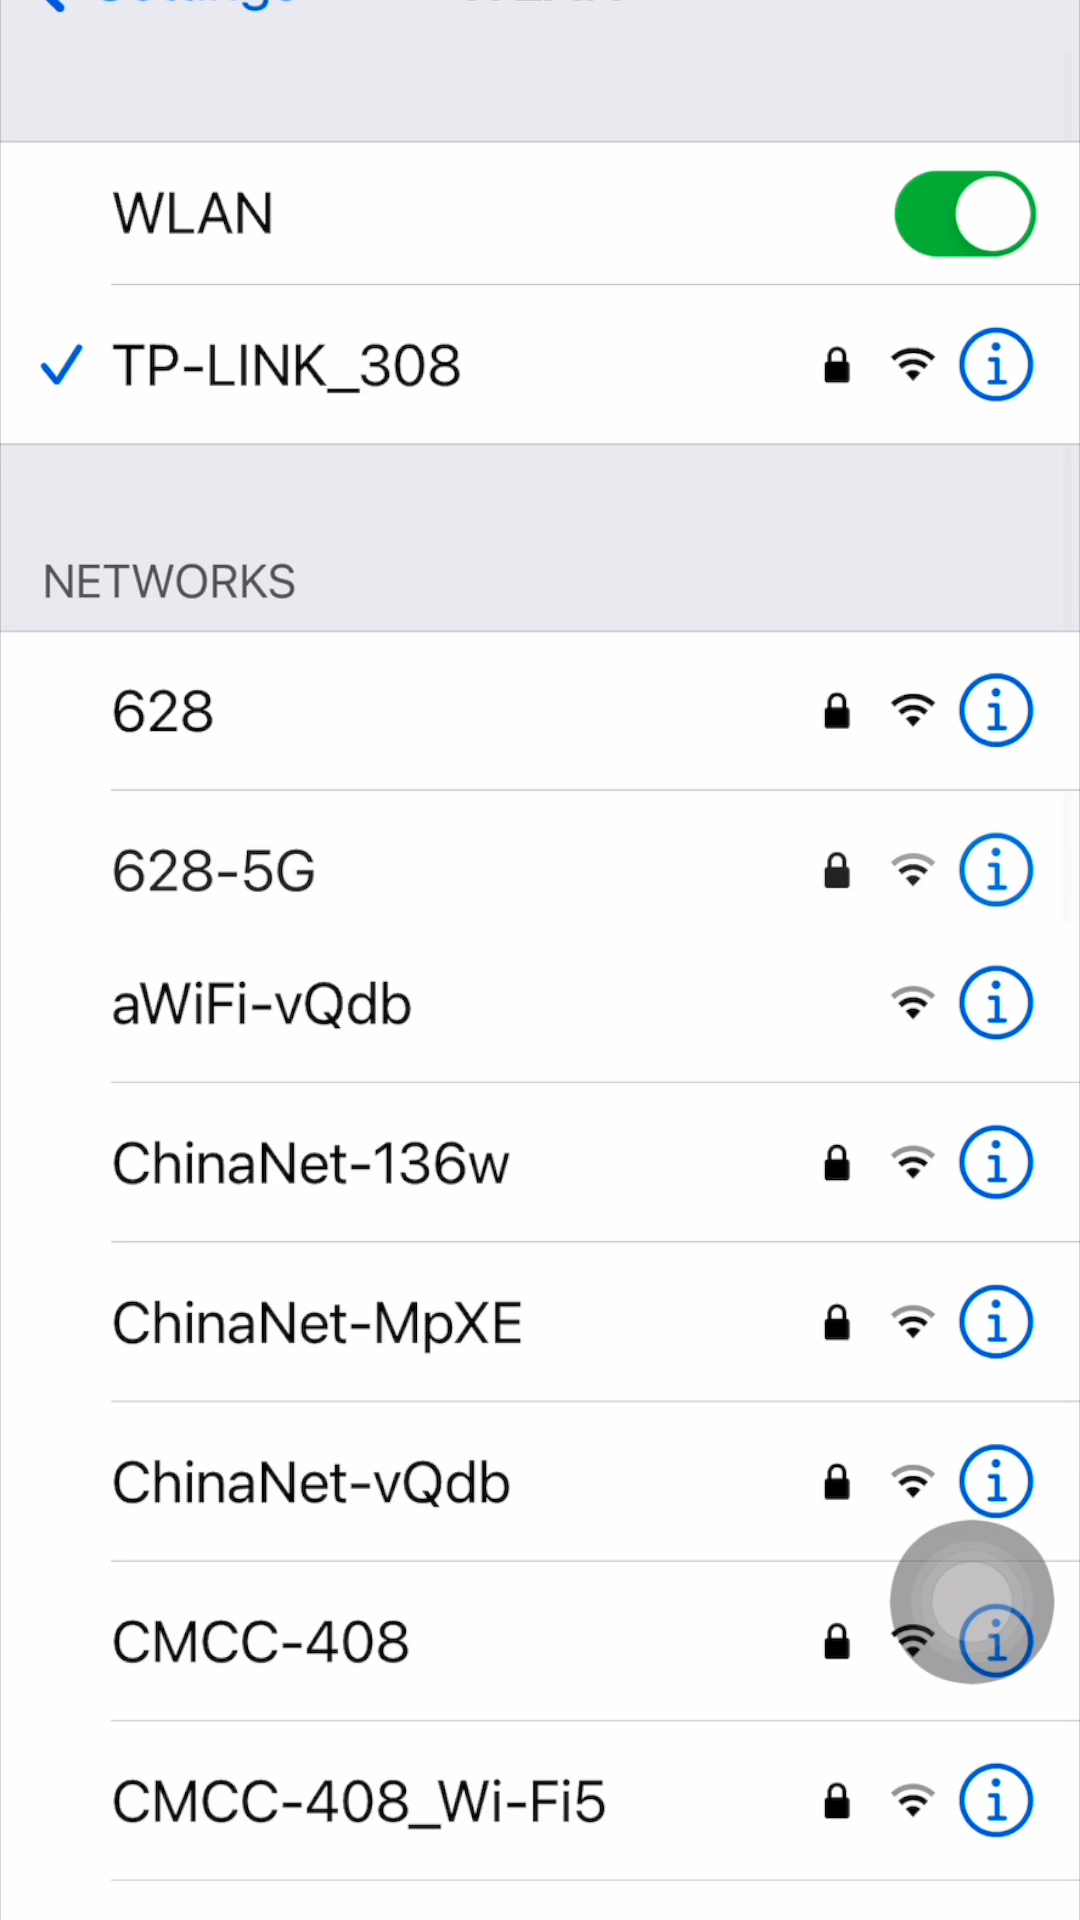 WLAN
TP-LINK_308
NETWORKS
628
628-5G
aWiFi-vQdb
ChinaNet-136w
ChinaNet-MpXE
ChinaNet-vQdb
CMCC-408
CMCC-408_Wi-Fi5